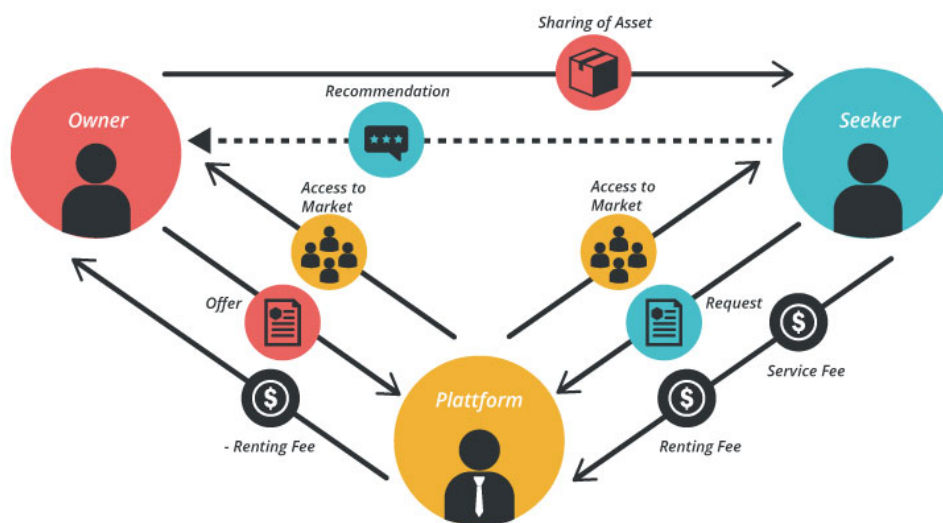 Sharing of Asset
Recommendation
Owner
Seeker
Access to
Market
Access to
Market
Offer
Request
$
Service Fee
Plattform
$
- Renting Fee
$
Renting Fee